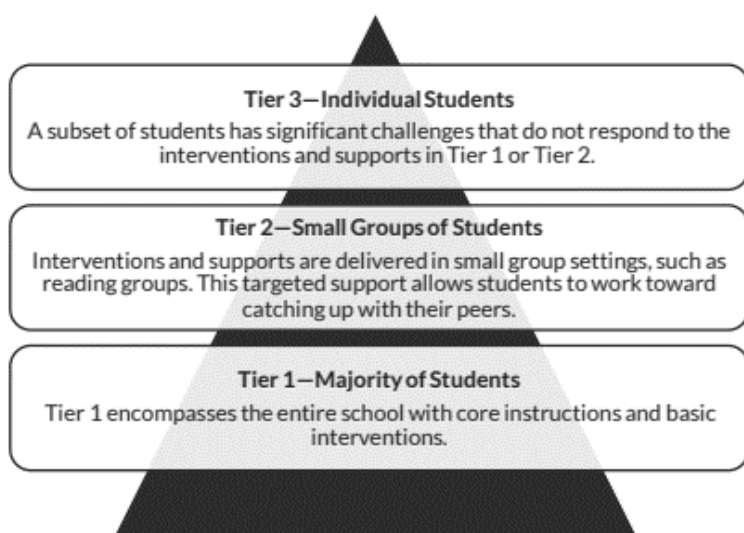 Tier 3—Individual Students
A subset of students has significant challenges that do not respond to the
interventions and supports in Tier 1 or Tier 2.
Tier 2—Small Groups of Students
Interventions and supports are delivered in small group settings, such as
reading groups. This targeted support allows students to work toward
catching up with their peers.
Tier 1—Majority of Students
Tier 1 encompasses the entire school with core instructions and basic
interventions.